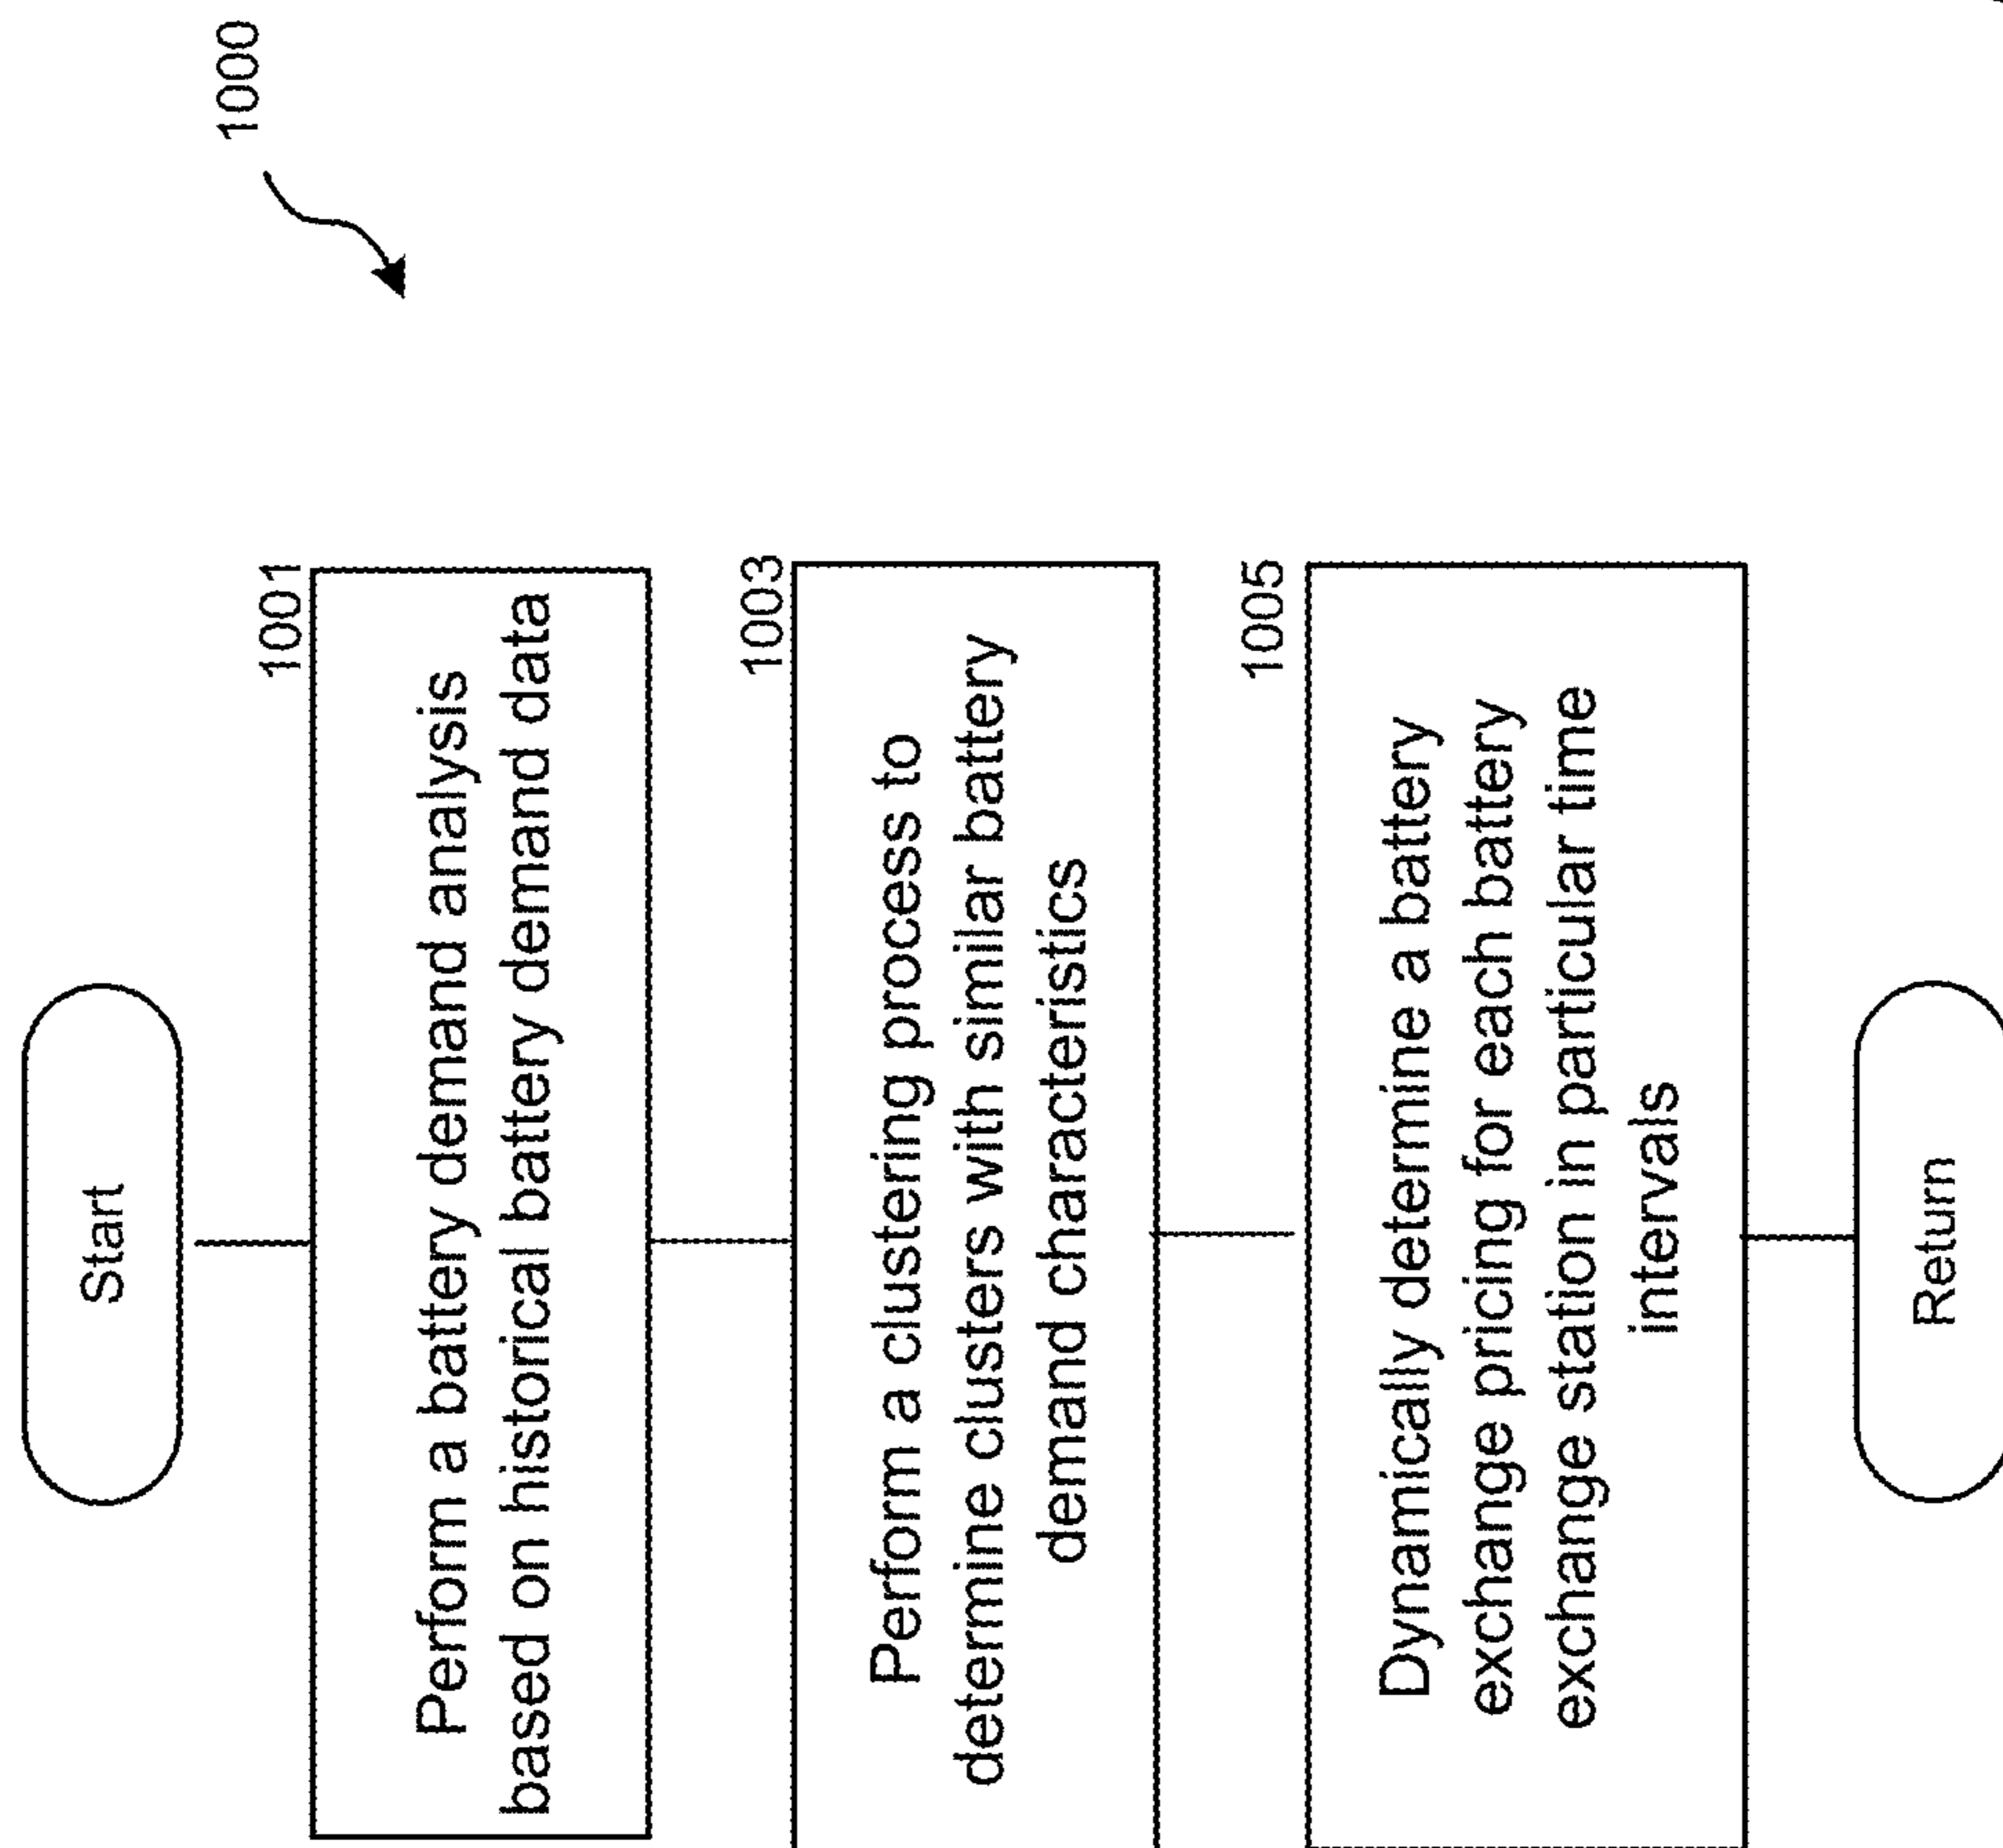 1000
Start
1001
Perform a battery demand analysis
based on historical battery demand data
1003
Perform a clustering process to
determine clusters with similar battery
demand characteristics
1005
Dynamically determine a battery
exchange pricing for each battery
exchange station in particular time
intervals
Return